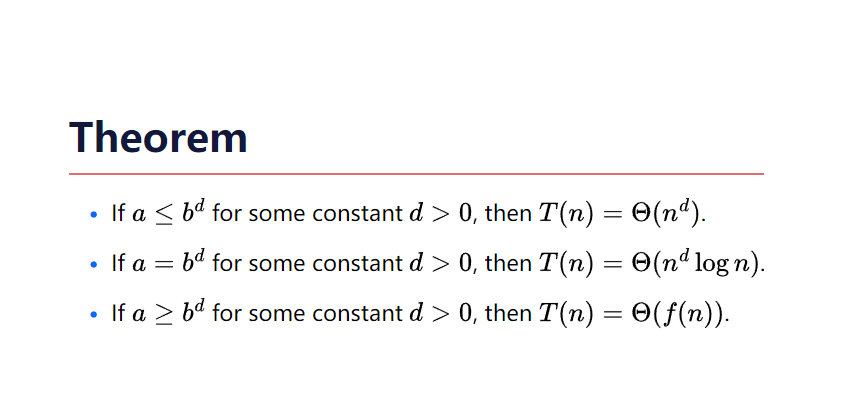 Theorem
• If $a \leq b^d$ for some constant $d > 0$, then $T(n) = \Theta(n^d)$.
• If $a = b^d$ for some constant $d > 0$, then $T(n) = \Theta(n^d \log n)$.
• If $a \geq b^d$ for some constant $d > 0$, then $T(n) = \Theta(f(n))$.